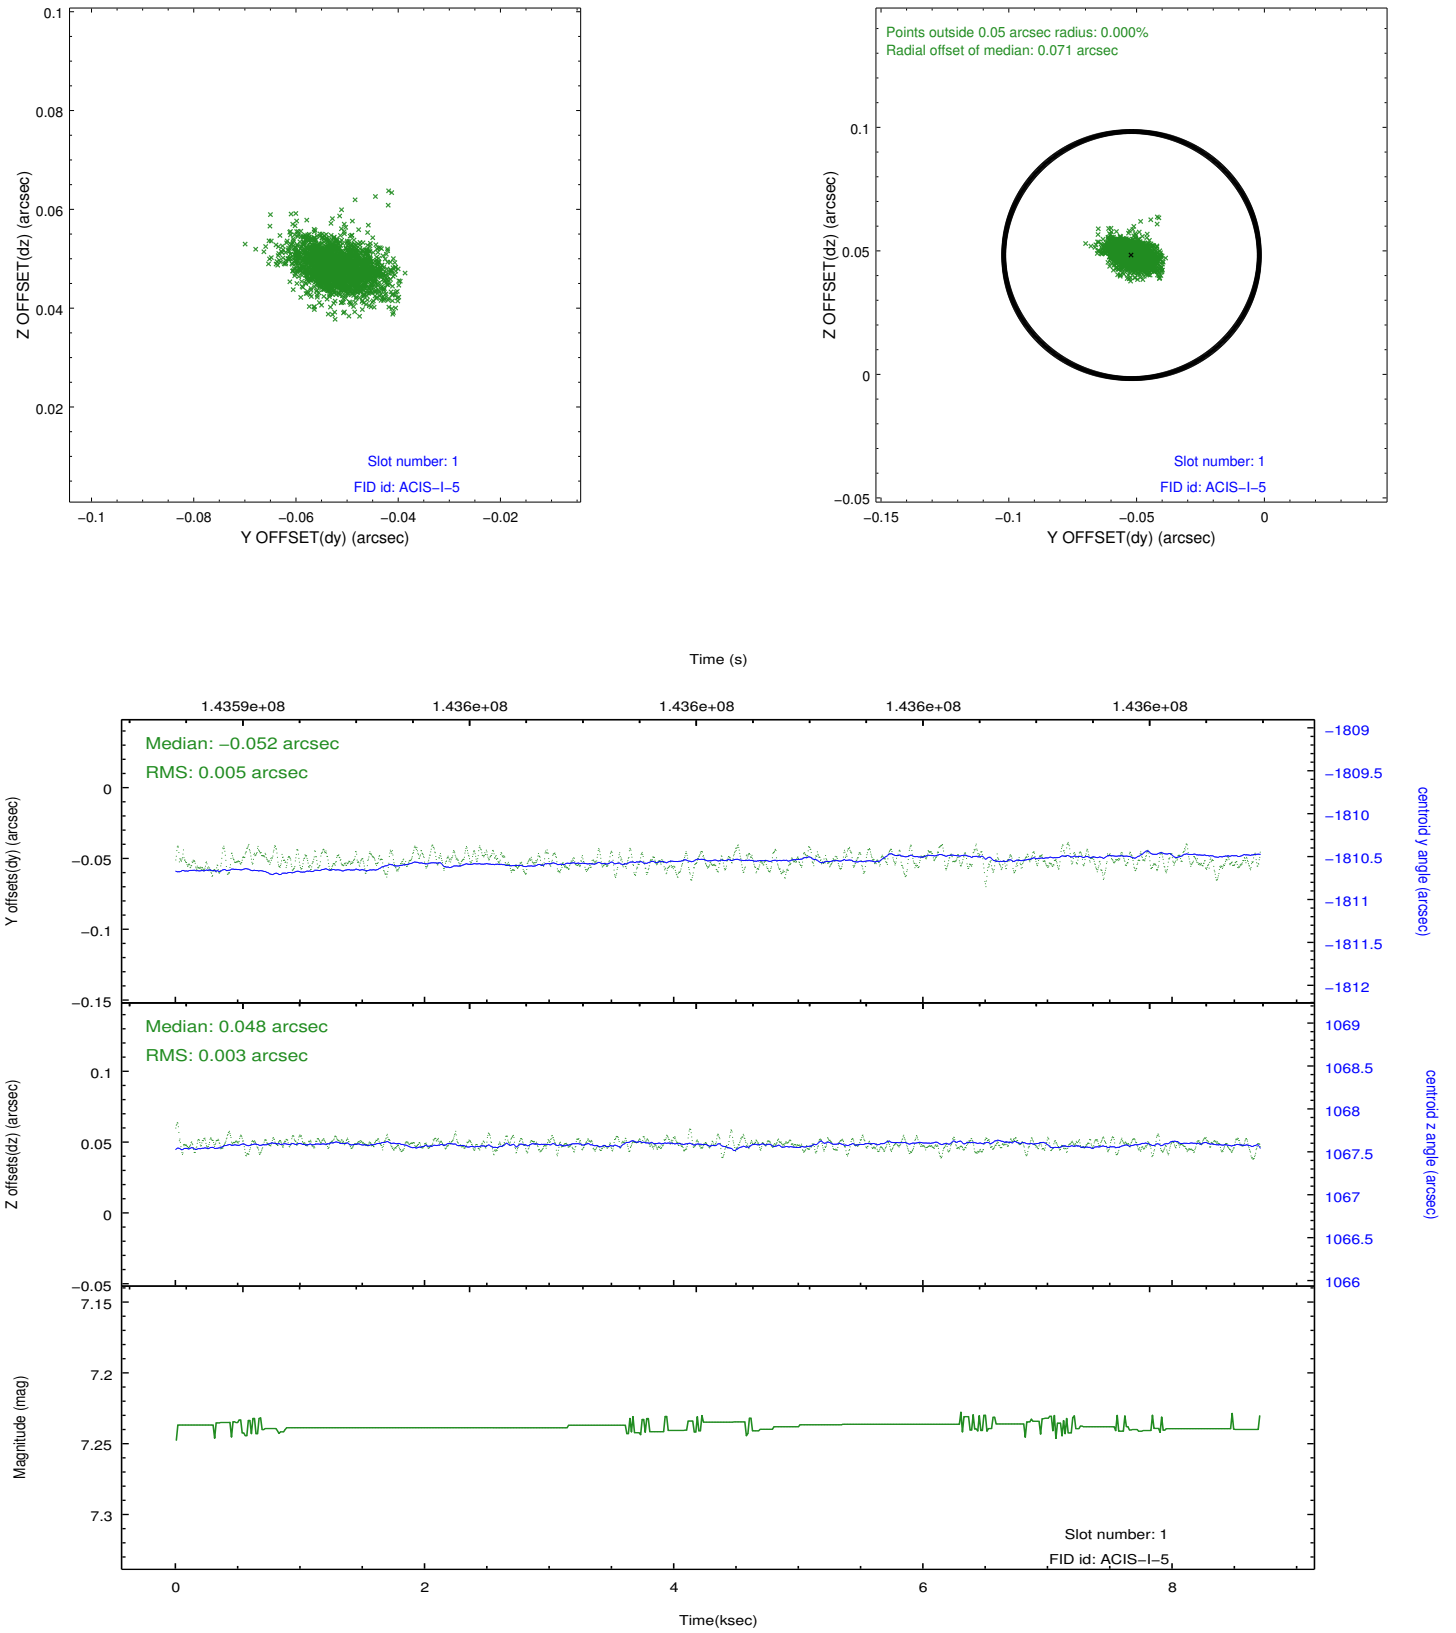 0.1
0.08
0.06
0.04
0.02
Z OFFSET(dz) (arcsec)
Slot number: 1
FID id: ACIS−I−5
−0.1 −0.08 −0.06 −0.04 −0.02
Y OFFSET(dy) (arcsec)
Points outside 0.05 arcsec radius: 0.000%
Radial offset of median: 0.071 arcsec
0.1
0.05
0
−0.05
Z OFFSET(dz) (arcsec)
Slot number: 1
FID id: ACIS−I−5
−0.15 −0.1 −0.05 0
Y OFFSET(dy) (arcsec)
Time (s)
1.4359e+08 1.436e+08 1.436e+08 1.436e+08 1.436e+08
Median: −0.052 arcsec
RMS: 0.005 arcsec
0
−0.05
−0.1
−0.15
Y offsets(dy) (arcsec)
−1809
−1809.5
−1810
−1810.5
−1811
−1811.5
−1812
centroid y angle (arcsec)
Median: 0.048 arcsec
RMS: 0.003 arcsec
0.1
0.05
0
−0.05
Z offsets(dz) (arcsec)
1069
1068.5
1068
1067.5
1067
1066.5
1066
centroid z angle (arcsec)
7.15
7.2
7.25
7.3
Magnitude (mag)
Slot number: 1
FID id: ACIS−I−5
0 2 4 6 8
Time(ksec)